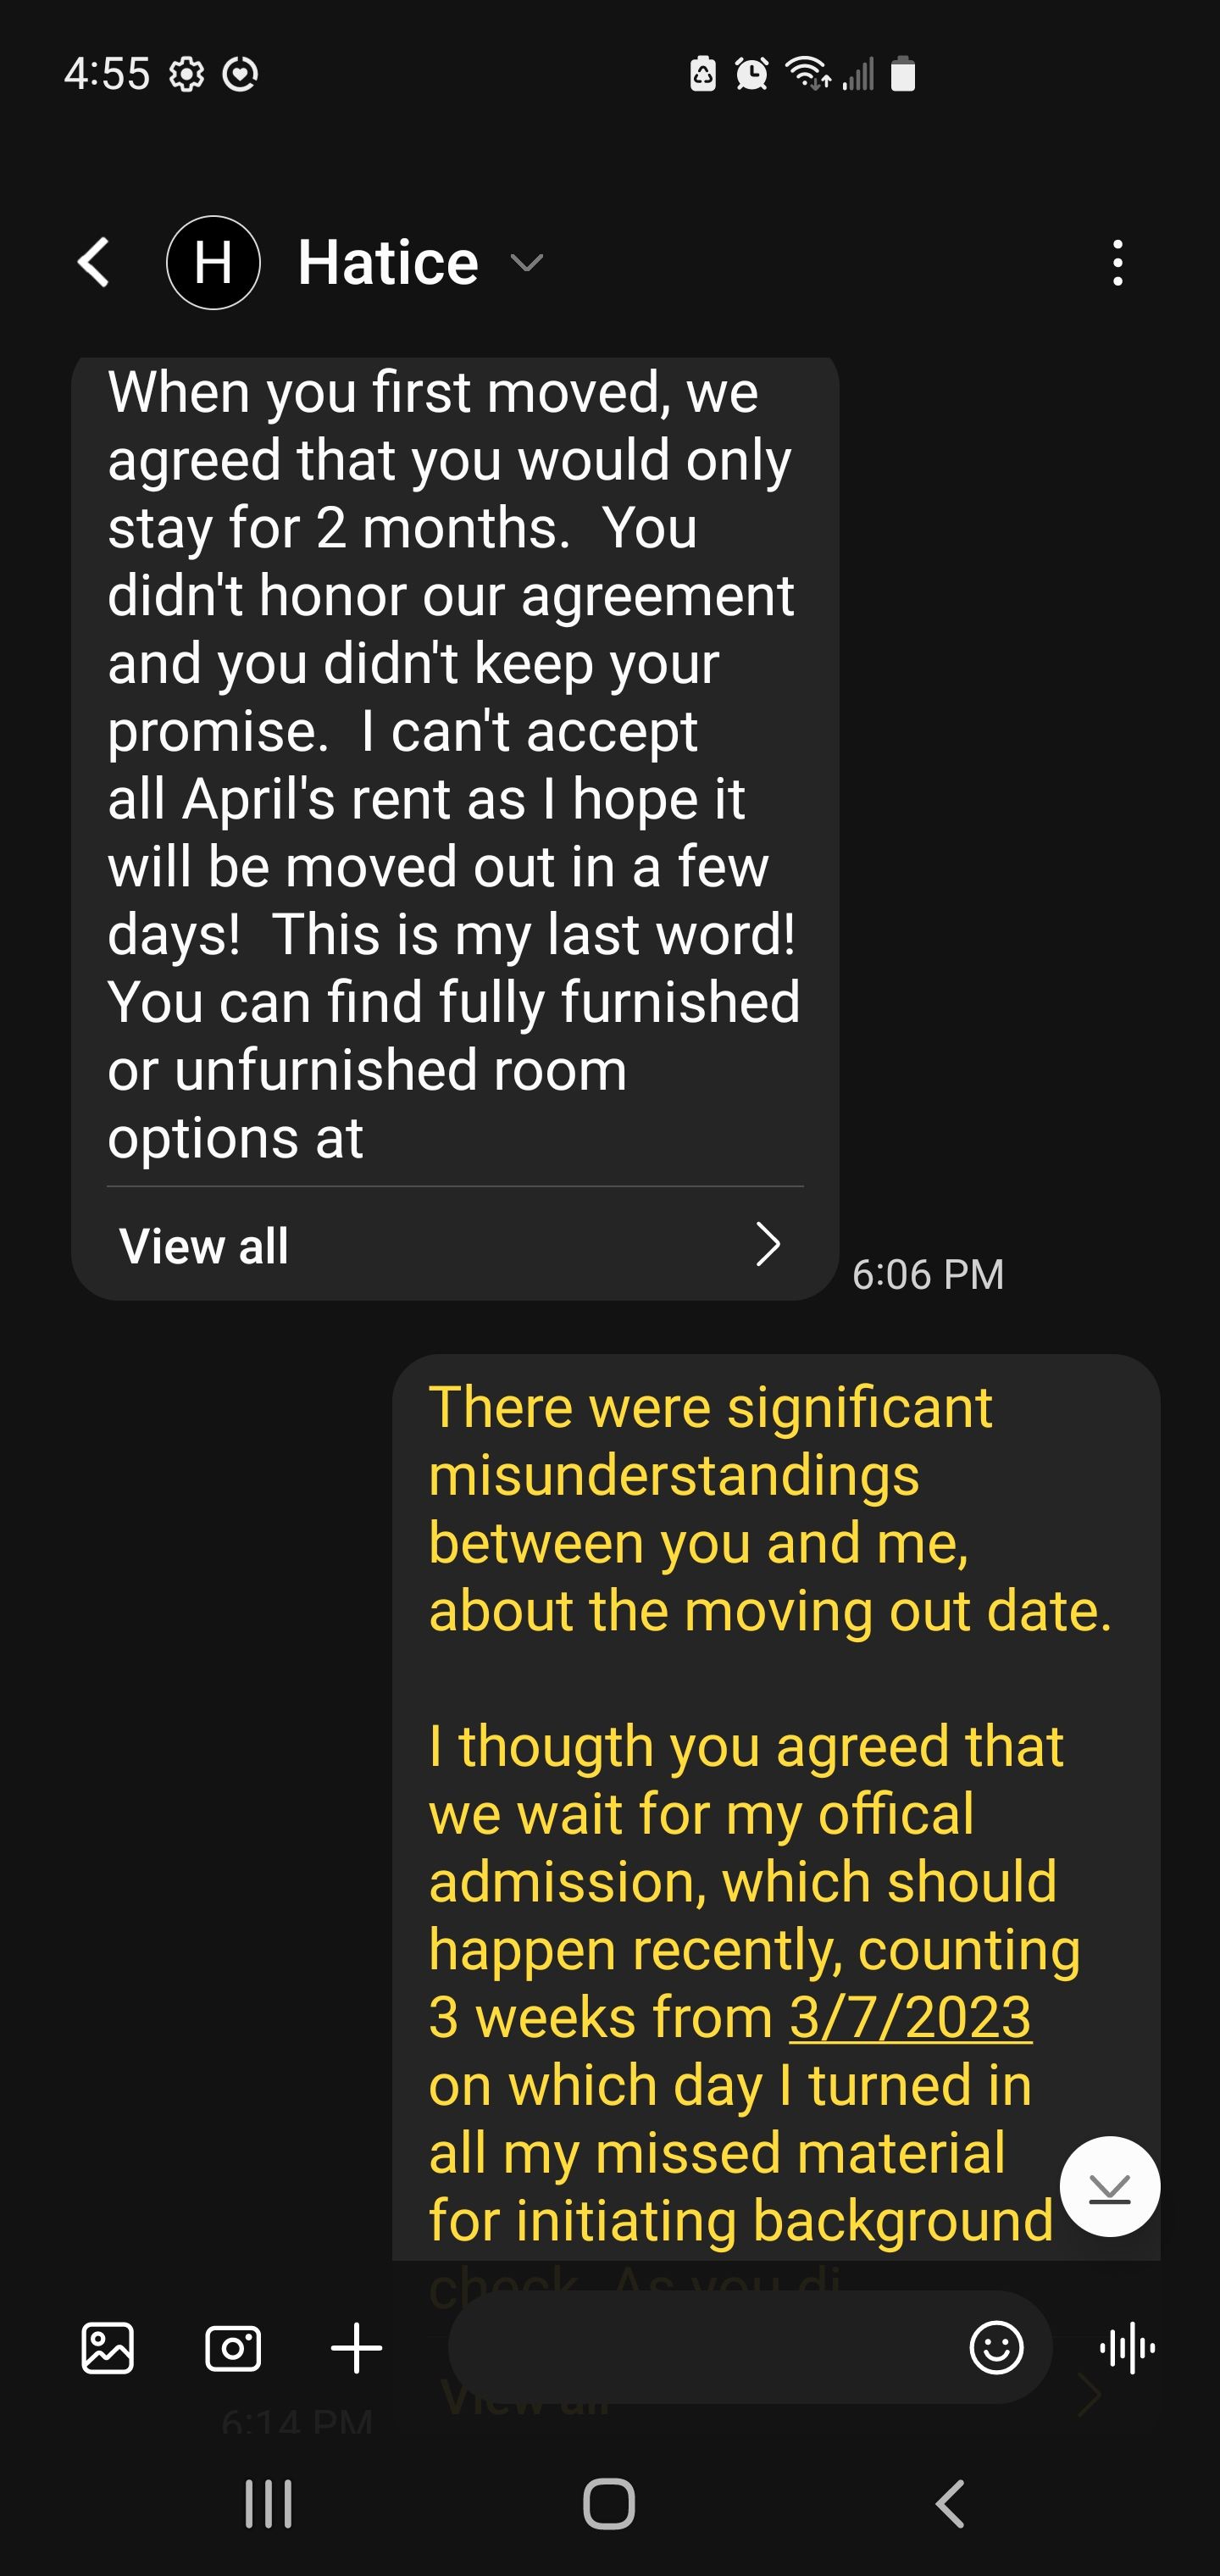 4:55
H Hatice
When you first moved, we
agreed that you would only
stay for 2 months.  You
didn't honor our agreement
and you didn't keep your
promise.  I can't accept
all April's rent as I hope it
will be moved out in a few
days!  This is my last word!
You can find fully furnished
or unfurnished room
options at
View all
6:06 PM
There were significant
misunderstandings
between you and me,
about the moving out date.
I thougth you agreed that
we wait for my offical
admission, which should
happen recently, counting
3 weeks from 3/7/2023
on which day I turned in
all my missed material
for initiating background
check. As you di
View all
6:14 PM